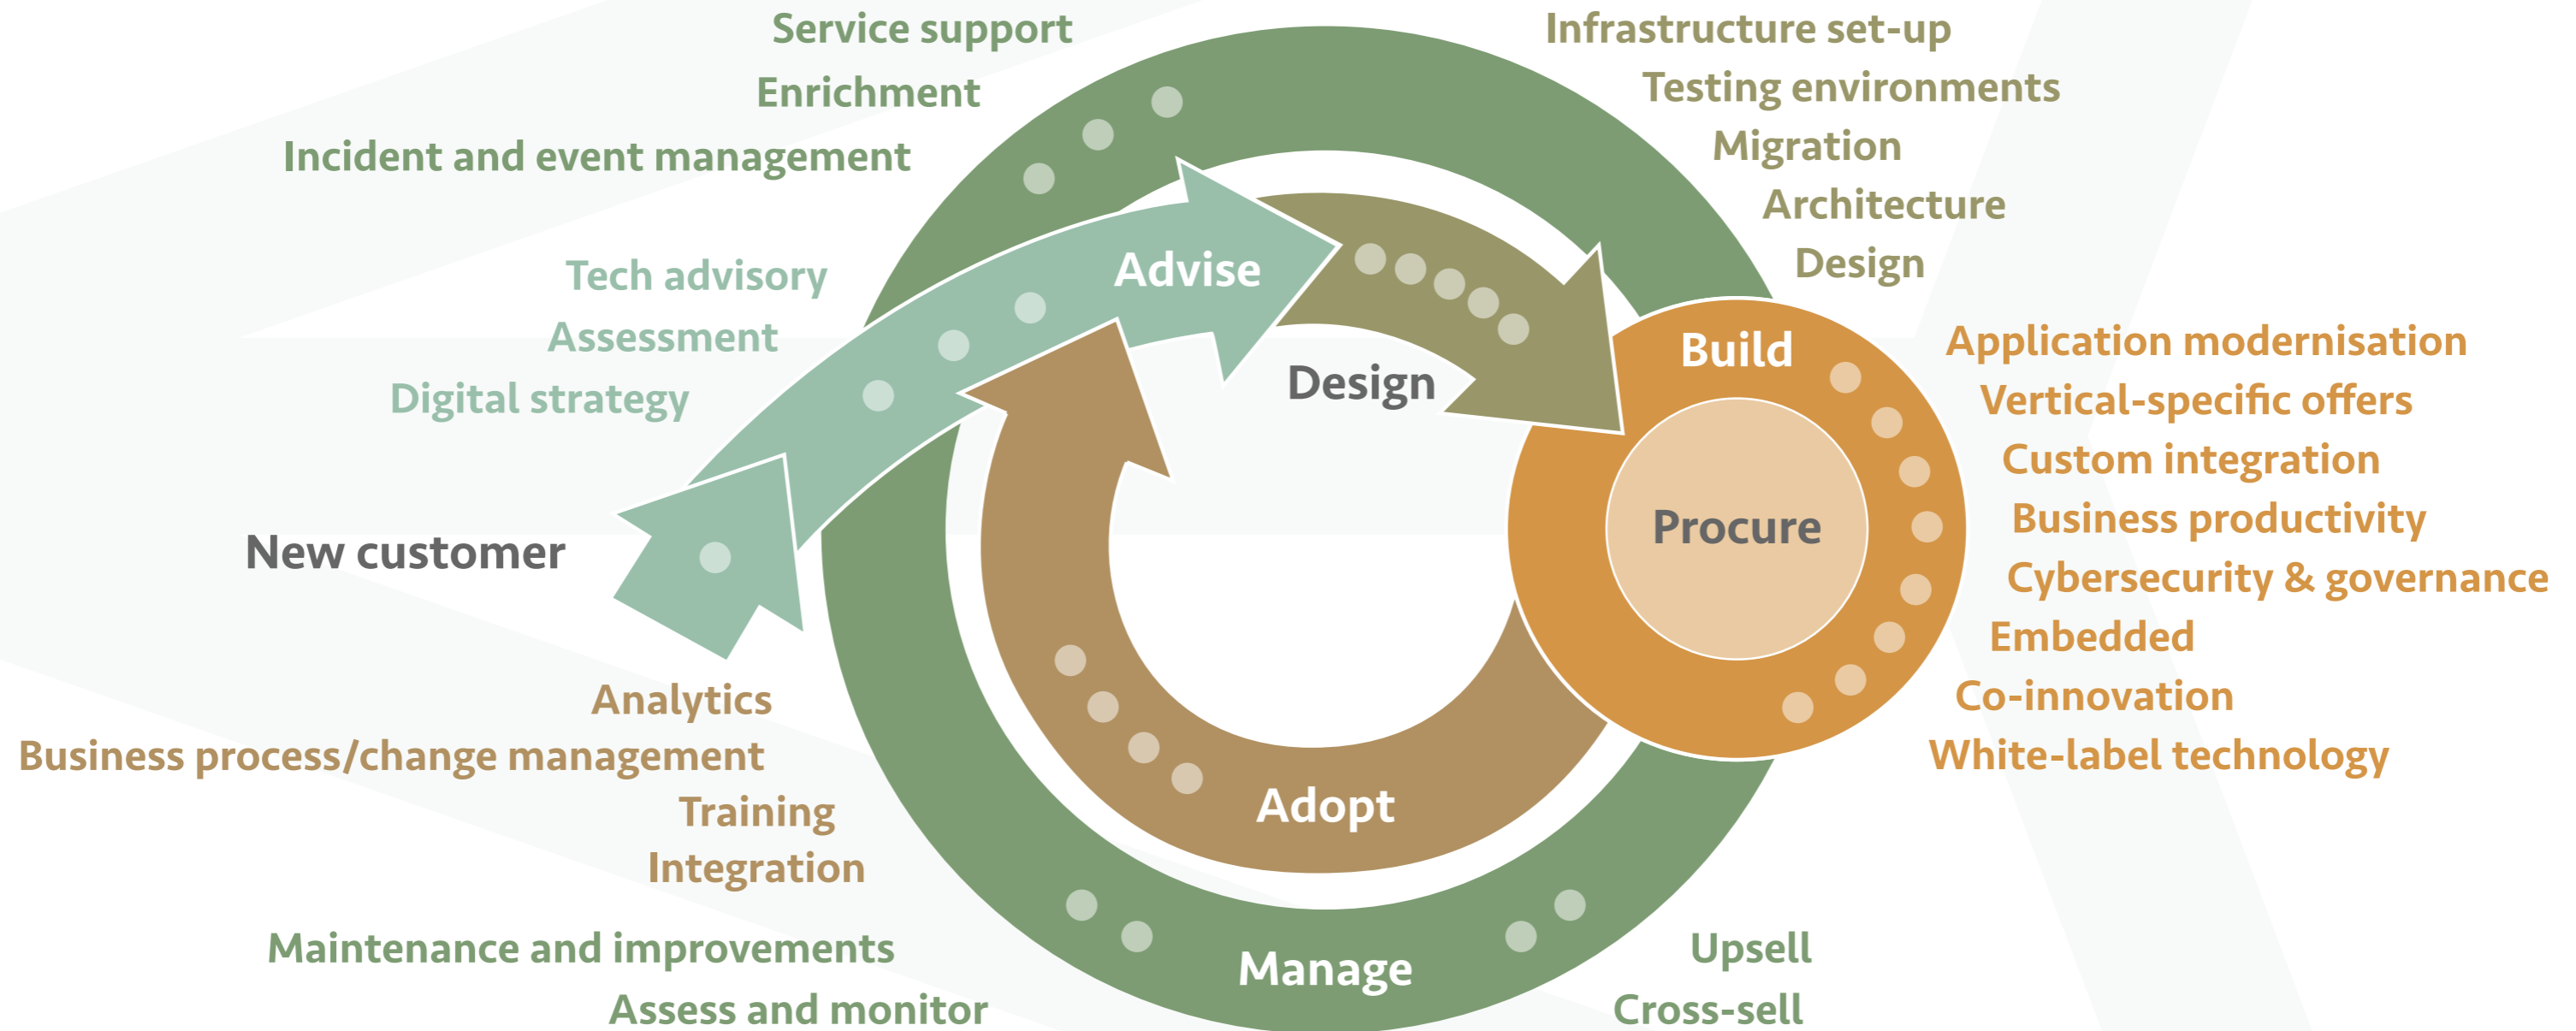 Service support
Enrichment
Incident and event management
Infrastructure set-up
Testing environments
Migration
Architecture
Design
Tech advisory
Assessment
Digital strategy
Advise
Design
Build
Procure
Application modernisation
Vertical-specific offers
Custom integration
Business productivity
Cybersecurity & governance
Embedded
Co-innovation
White-label technology
New customer
Analytics
Business process/change management
Training
Integration
Adopt
Maintenance and improvements
Assess and monitor
Manage
Upsell
Cross-sell